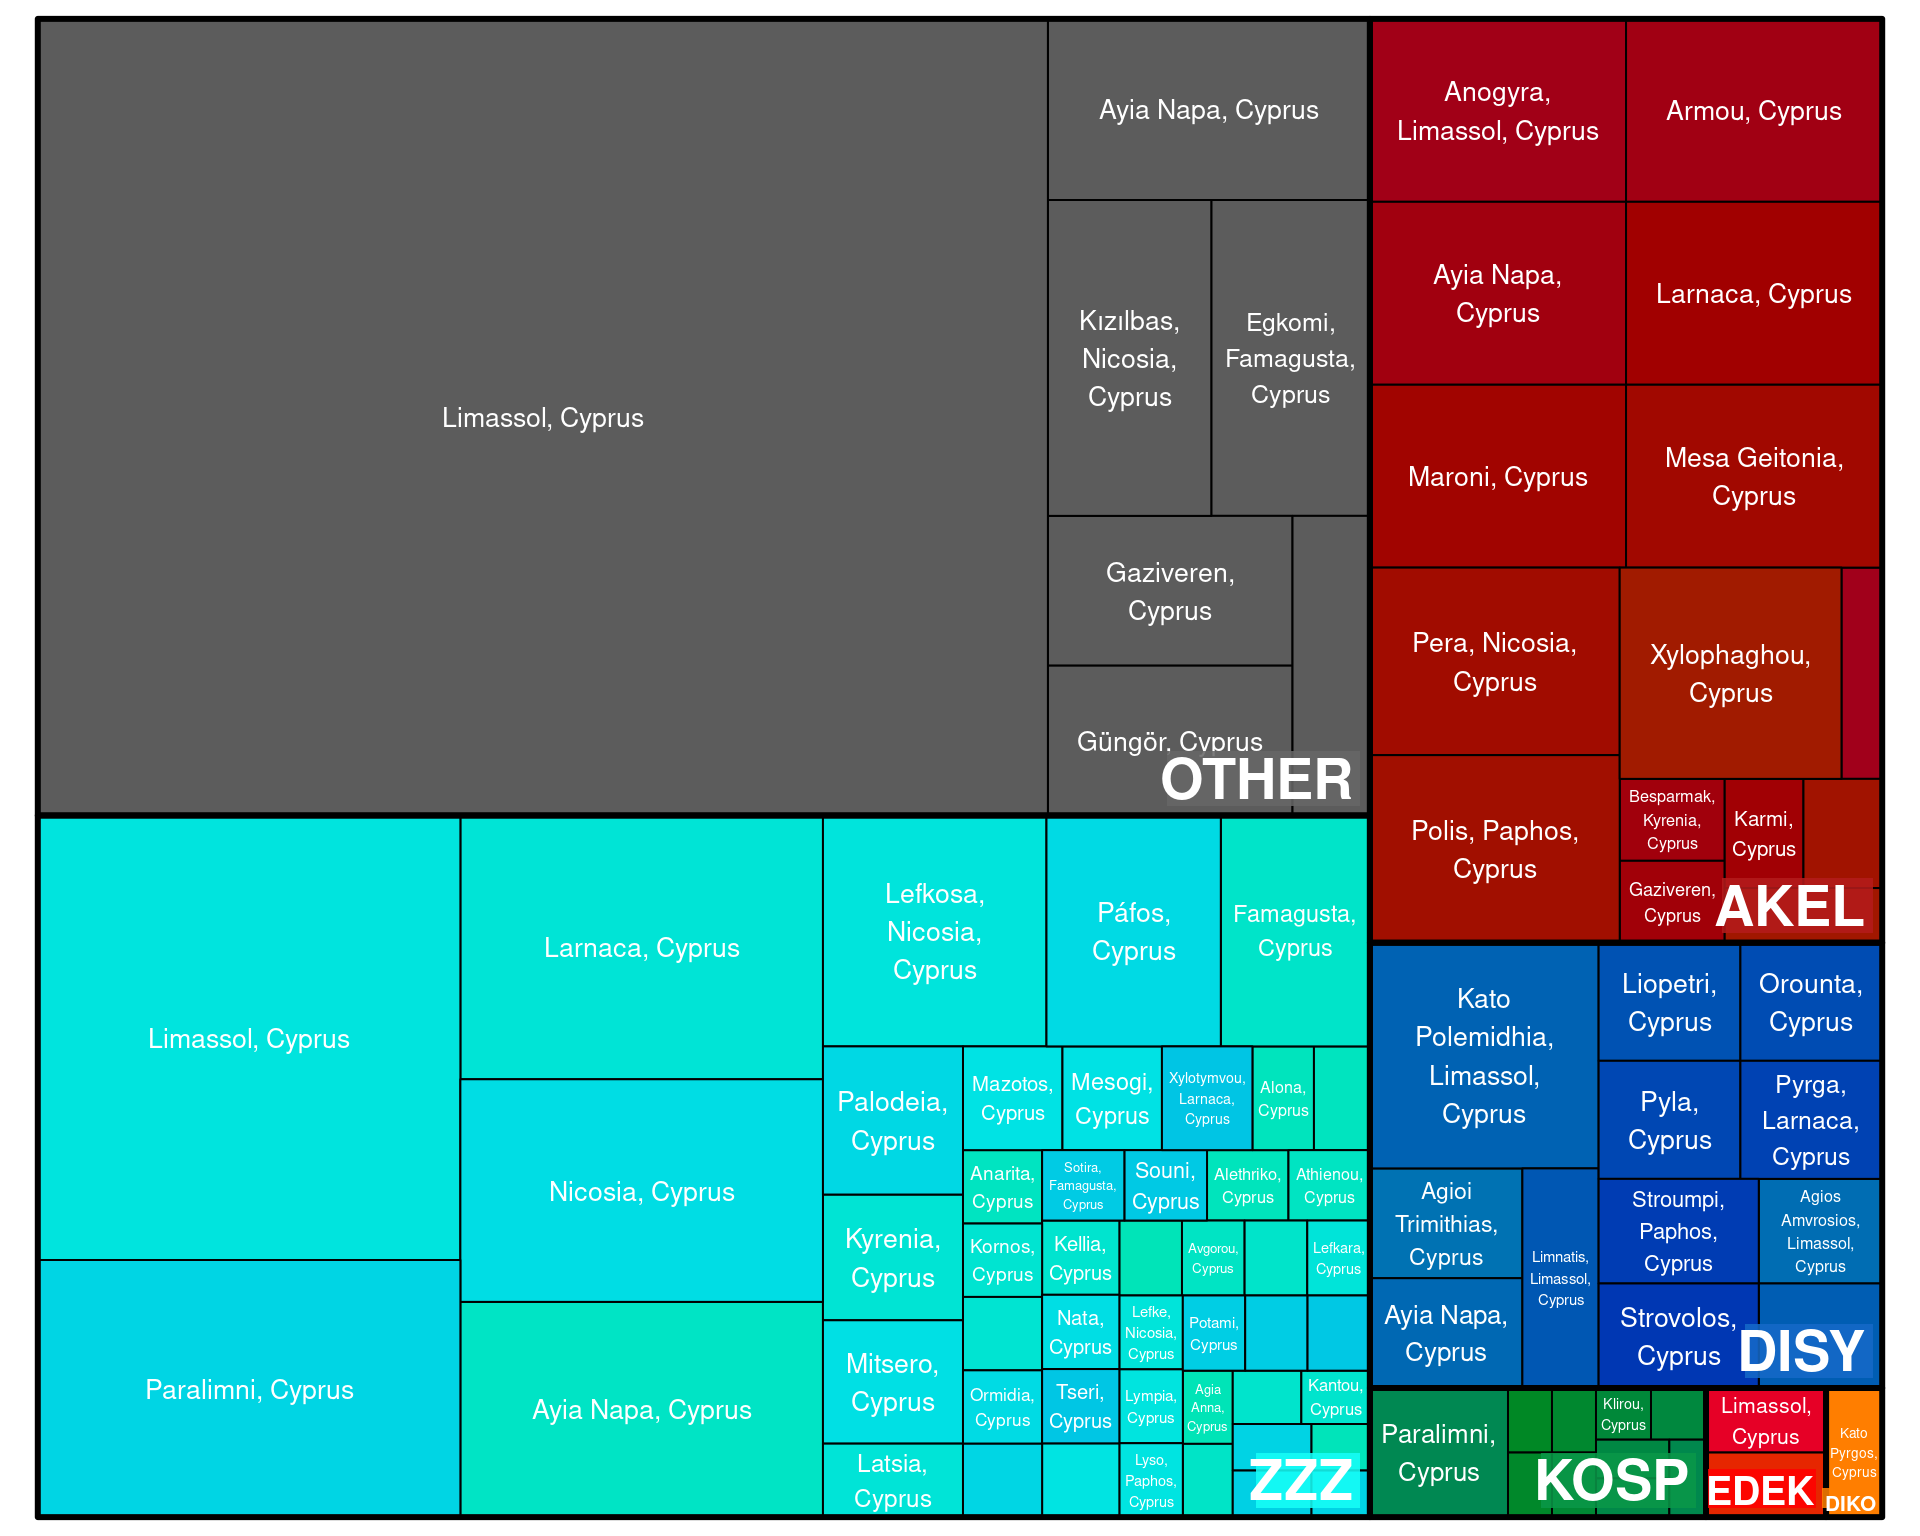 Limassol, Cyprus
Ayia Napa, Cyprus
Kızılbas,
Nicosia,
Cyprus
Egkomi,
Famagusta,
Cyprus
Gaziveren,
Cyprus
Güngör, Cyprus
OTHER
Anogyra,
Limassol, Cyprus
Armou, Cyprus
Ayia Napa,
Cyprus
Larnaca, Cyprus
Maroni, Cyprus
Mesa Geitonia,
Cyprus
Pera, Nicosia,
Cyprus
Xylophaghou,
Cyprus
Polis, Paphos,
Cyprus
Besparmak,
Kyrenia,
Cyprus
Karmi,
Cyprus
Gaziveren,
Cyprus
AKEL
Limassol, Cyprus
Paralimni, Cyprus
Larnaca, Cyprus
Nicosia, Cyprus
Ayia Napa, Cyprus
Lefkosa,
Nicosia,
Cyprus
Páfos,
Cyprus
Famagusta,
Cyprus
Palodeia,
Cyprus
Kyrenia,
Cyprus
Mitsero,
Cyprus
Latsia,
Cyprus
Mazotos,
Cyprus
Mesogi,
Cyprus
Xylotymvou,
Larnaca,
Cyprus
Alona,
Cyprus
Anarita,
Cyprus
Sotira,
Famagusta,
Cyprus
Souni,
Cyprus
Alethriko,
Cyprus
Athienou,
Cyprus
Kornos,
Cyprus
Kellia,
Cyprus
Avgorou,
Cyprus
Lefkara,
Cyprus
Nata,
Cyprus
Lefke,
Nicosia,
Cyprus
Potami,
Cyprus
Ormidia,
Cyprus
Tseri,
Cyprus
Lympia,
Cyprus
Agia
Anna,
Cyprus
Kantou,
Cyprus
Lyso,
Paphos,
Cyprus
ZZZ
Kato
Polemidhia,
Limassol,
Cyprus
Liopetri,
Cyprus
Orounta,
Cyprus
Pyla,
Cyprus
Pyrga,
Larnaca,
Cyprus
Agioi
Trimithias,
Cyprus
Limnatis,
Limassol,
Cyprus
Ayia Napa,
Cyprus
Stroumpi,
Paphos,
Cyprus
Agios
Amvrosios,
Limassol,
Cyprus
Strovolos,
Cyprus
DISY
Paralimni,
Cyprus
Klirou,
Cyprus
KOSP
Limassol,
Cyprus
EDEK
Kato
Pyrgos,
Cyprus
DIKO